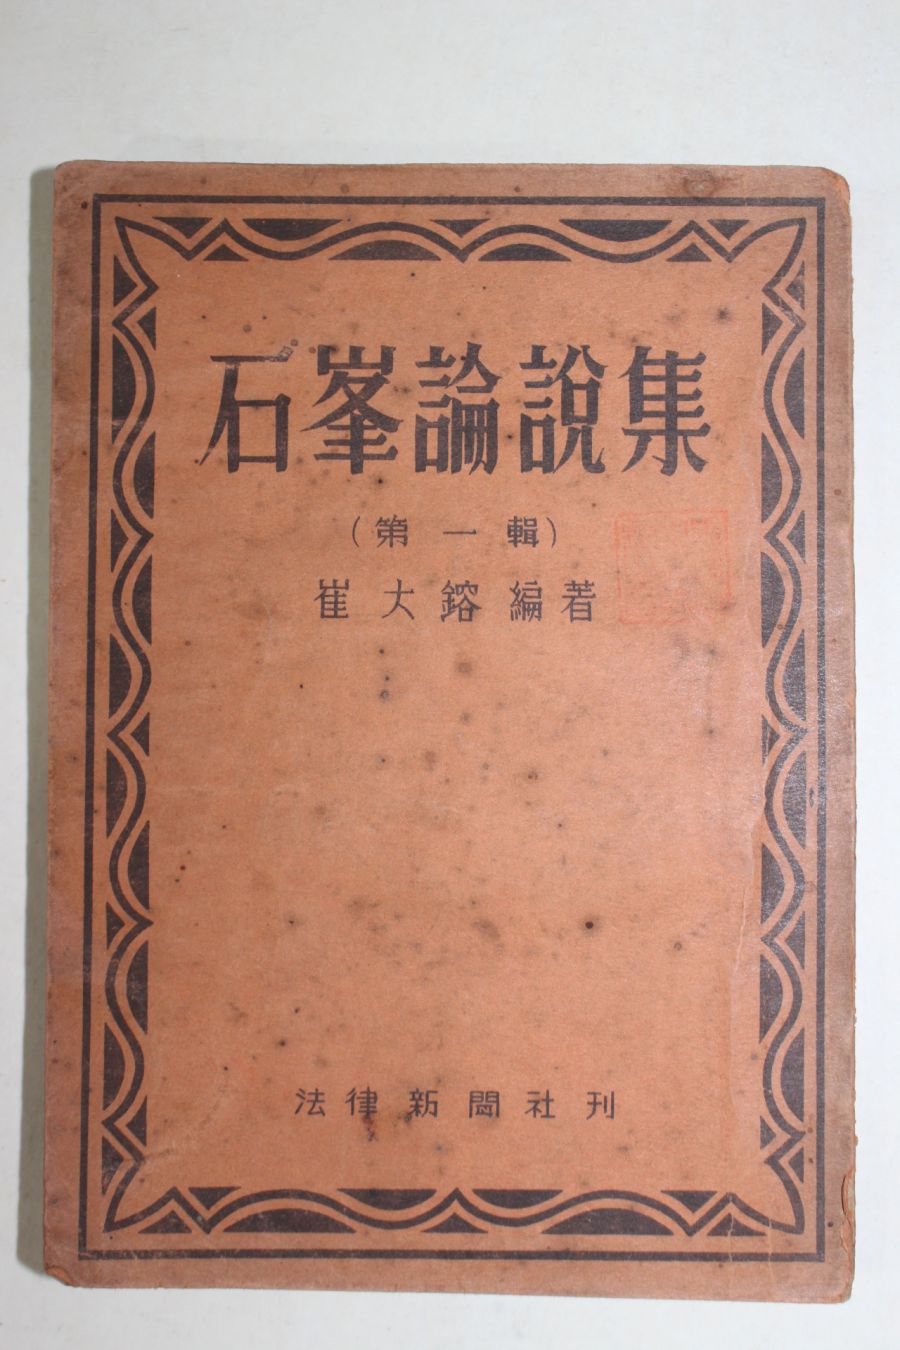 石峯論說集
（第一輯）
崔大鎔編著
法律新聞社刊